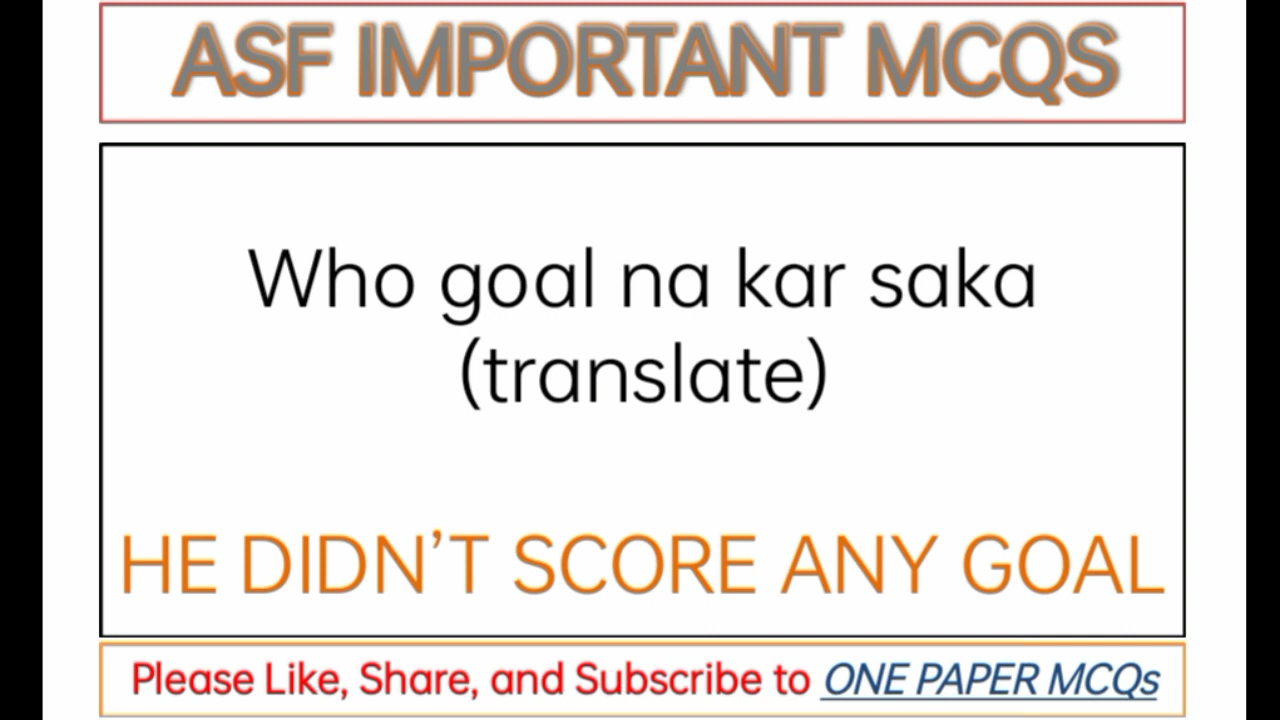 ASF IMPORTANT MCQS
Who goal na kar saka
(translate)
HE DIDN’T SCORE ANY GOAL
Please Like, Share, and Subscribe to ONE PAPER MCQs